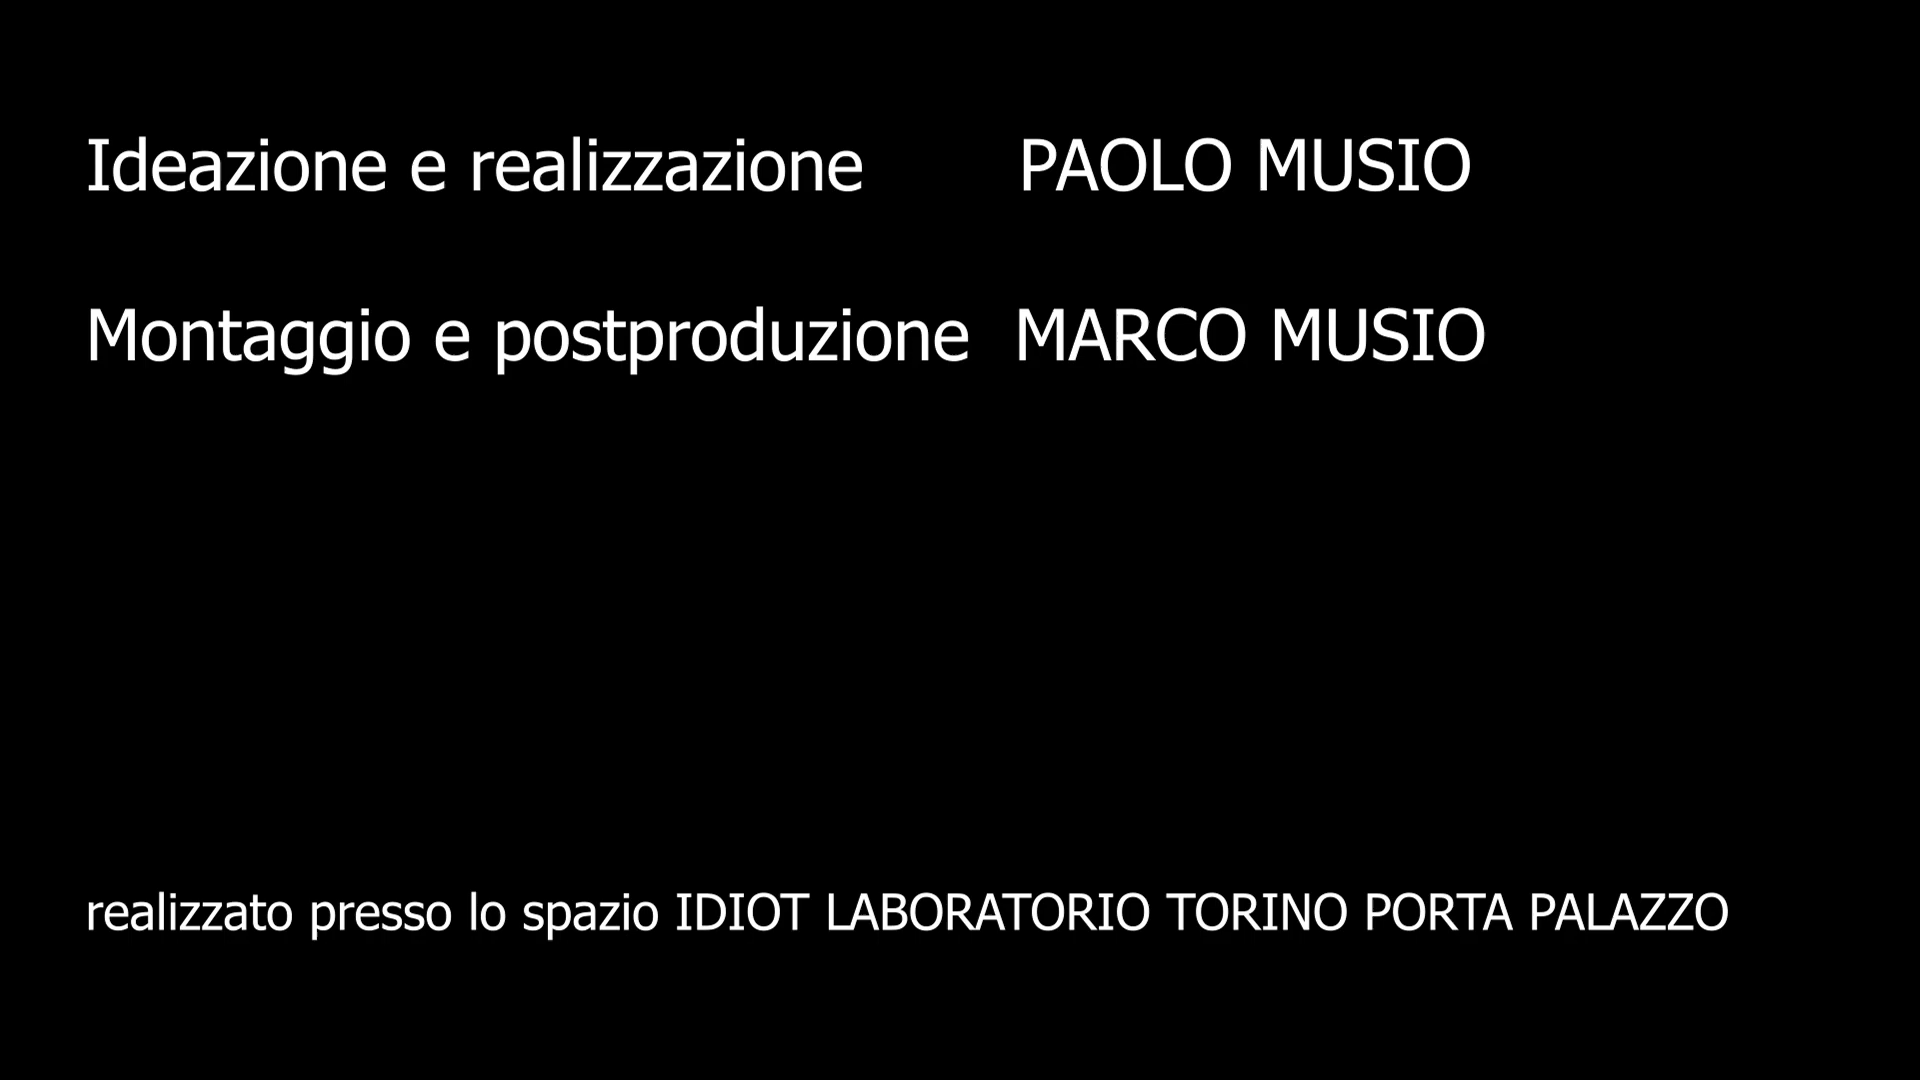 Ideazione e realizzazione PAOLO MUSIO
Montaggio e postproduzione MARCO MUSIO
realizzato presso lo spazio IDIOT LABORATORIO TORINO PORTA PALAZZO